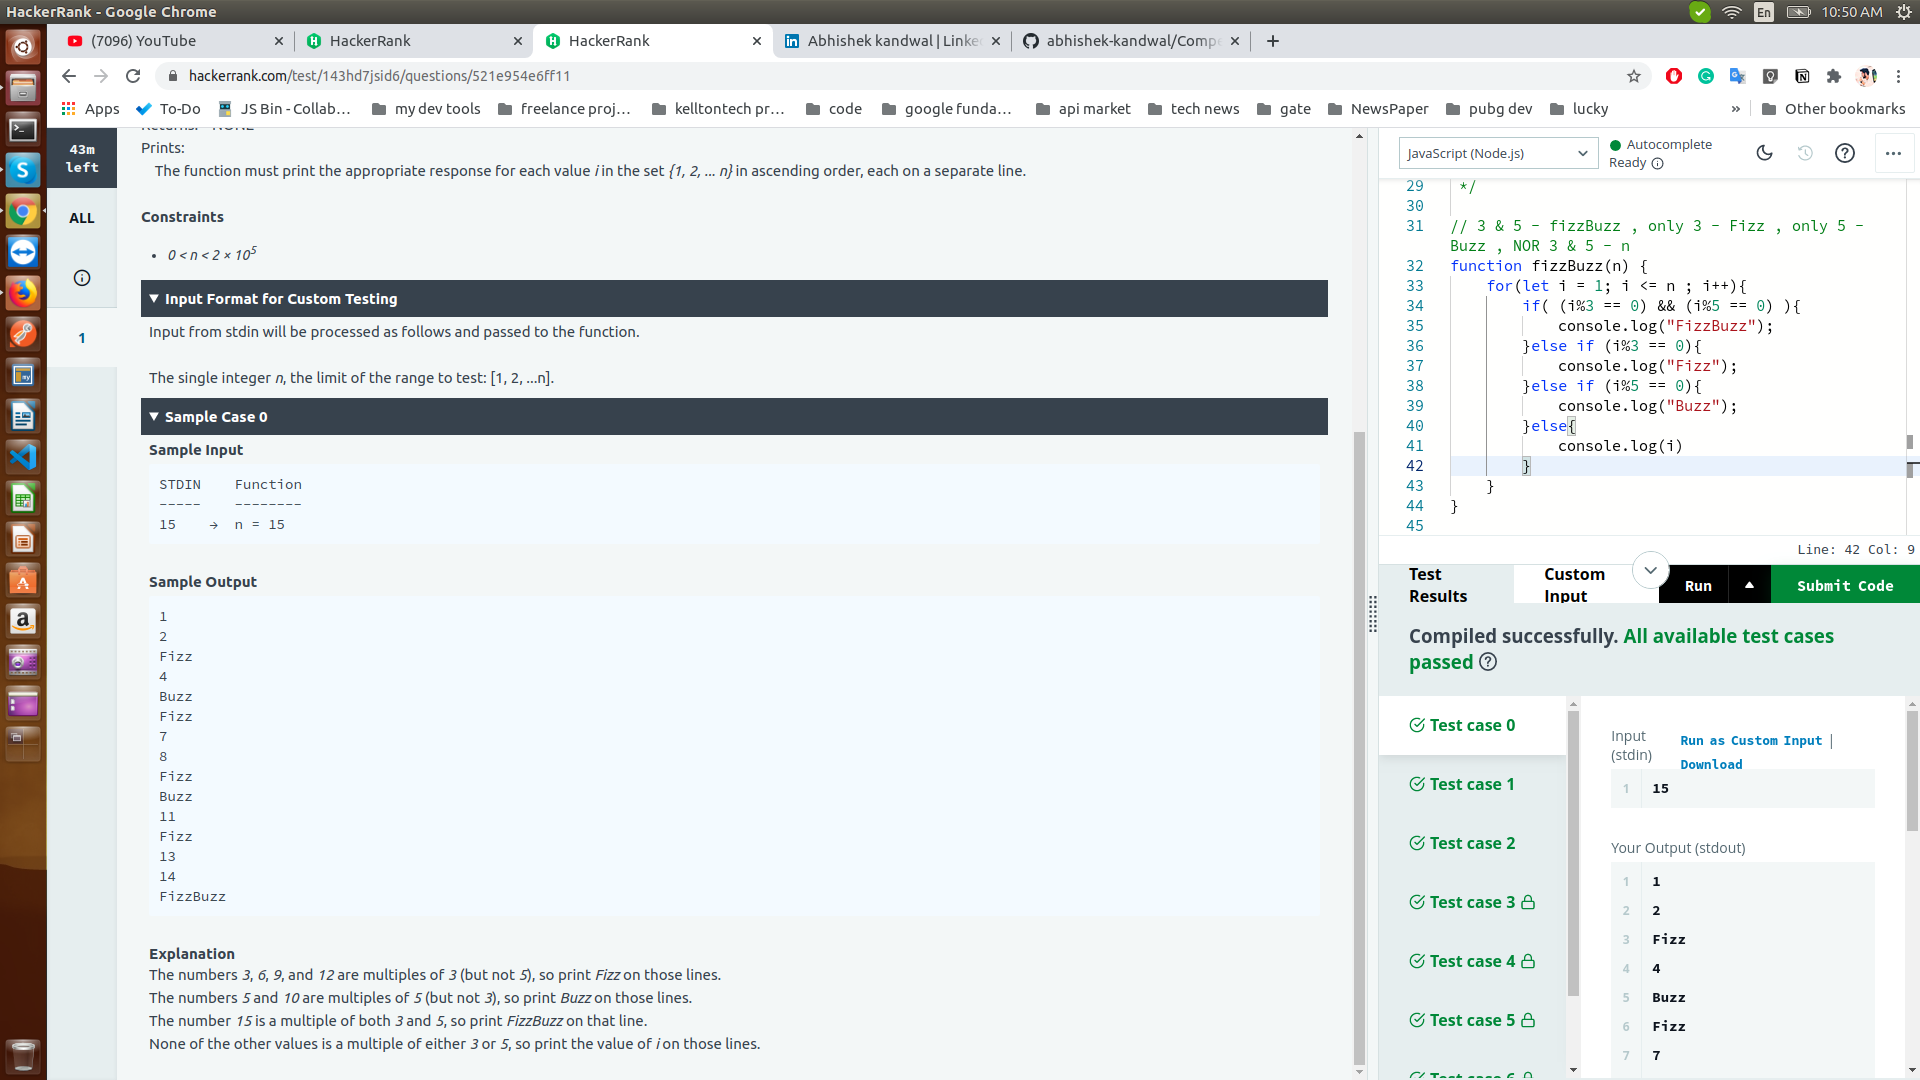 HackerRank - Google Chrome
En
10:50 AM
(7096) YouTube
HackerRank
HackerRank
Abhishek kandwal | Linke
abhishek-kandwal/Compe
hackerrank.com/test/143hd7jsid6/questions/521e954e6ff11
Apps
To-Do
JS Bin - Collab...
my dev tools
freelance proj...
kelltontech pr...
code
google funda...
api market
tech news
gate
NewsPaper
pubg dev
lucky
»
Other bookmarks
43m
left
ALL
1
Returns: NONE
Prints:
The function must print the appropriate response for each value i in the set {1, 2, ... n} in ascending order, each on a separate line.
Constraints
• 0 < n < 2 × 10^5
▼ Input Format for Custom Testing
Input from stdin will be processed as follows and passed to the function.
The single integer n, the limit of the range to test: [1, 2, ...n].
▼ Sample Case 0
Sample Input
STDIN    Function
-----    --------
15    →  n = 15
Sample Output
1
2
Fizz
4
Buzz
Fizz
7
8
Fizz
Buzz
11
Fizz
13
14
FizzBuzz
Explanation
The numbers 3, 6, 9, and 12 are multiples of 3 (but not 5), so print Fizz on those lines.
The numbers 5 and 10 are multiples of 5 (but not 3), so print Buzz on those lines.
The number 15 is a multiple of both 3 and 5, so print FizzBuzz on that line.
None of the other values is a multiple of either 3 or 5, so print the value of i on those lines.
JavaScript (Node.js)
Autocomplete
Ready
29 */
30
31 // 3 & 5 - fizzBuzz , only 3 - Fizz , only 5 -
Buzz , NOR 3 & 5 - n
32 function fizzBuzz(n) {
33 for(let i = 1; i <= n ; i++){
34 if( (i%3 == 0) && (i%5 == 0) ){
35 console.log("FizzBuzz");
36 }else if (i%3 == 0){
37 console.log("Fizz");
38 }else if (i%5 == 0){
39 console.log("Buzz");
40 }else{
41 console.log(i)
42 }
43 }
44 }
45
Line: 42 Col: 9
Test
Results
Custom
Input
Run
Submit Code
Compiled successfully. All available test cases
passed
Test case 0
Test case 1
Test case 2
Test case 3
Test case 4
Test case 5
Test case 6
Input
(stdin)
Run as Custom Input |
Download
1 15
Your Output (stdout)
1 1
2 2
3 Fizz
4 4
5 Buzz
6 Fizz
7 7